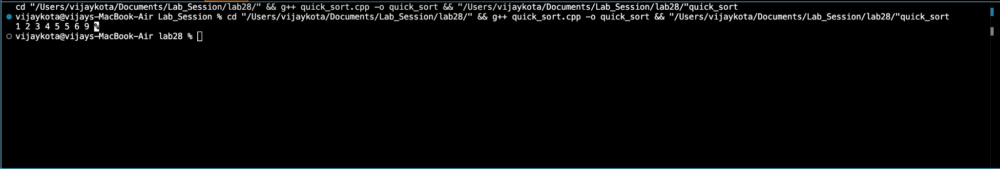 cd "/Users/vijaykota/Documents/Lab_Session/lab28/" && g++ quick_sort.cpp -o quick_sort && "/Users/vijaykota/Documents/Lab_Session/lab28/"quick_sort
vijaykota@vijays-MacBook-Air Lab_Session % cd "/Users/vijaykota/Documents/Lab_Session/lab28/" && g++ quick_sort.cpp -o quick_sort && "/Users/vijaykota/Documents/Lab_Session/lab28/"quick_sort
1 2 3 4 5 5 6 9 %
vijaykota@vijays-MacBook-Air lab28 %